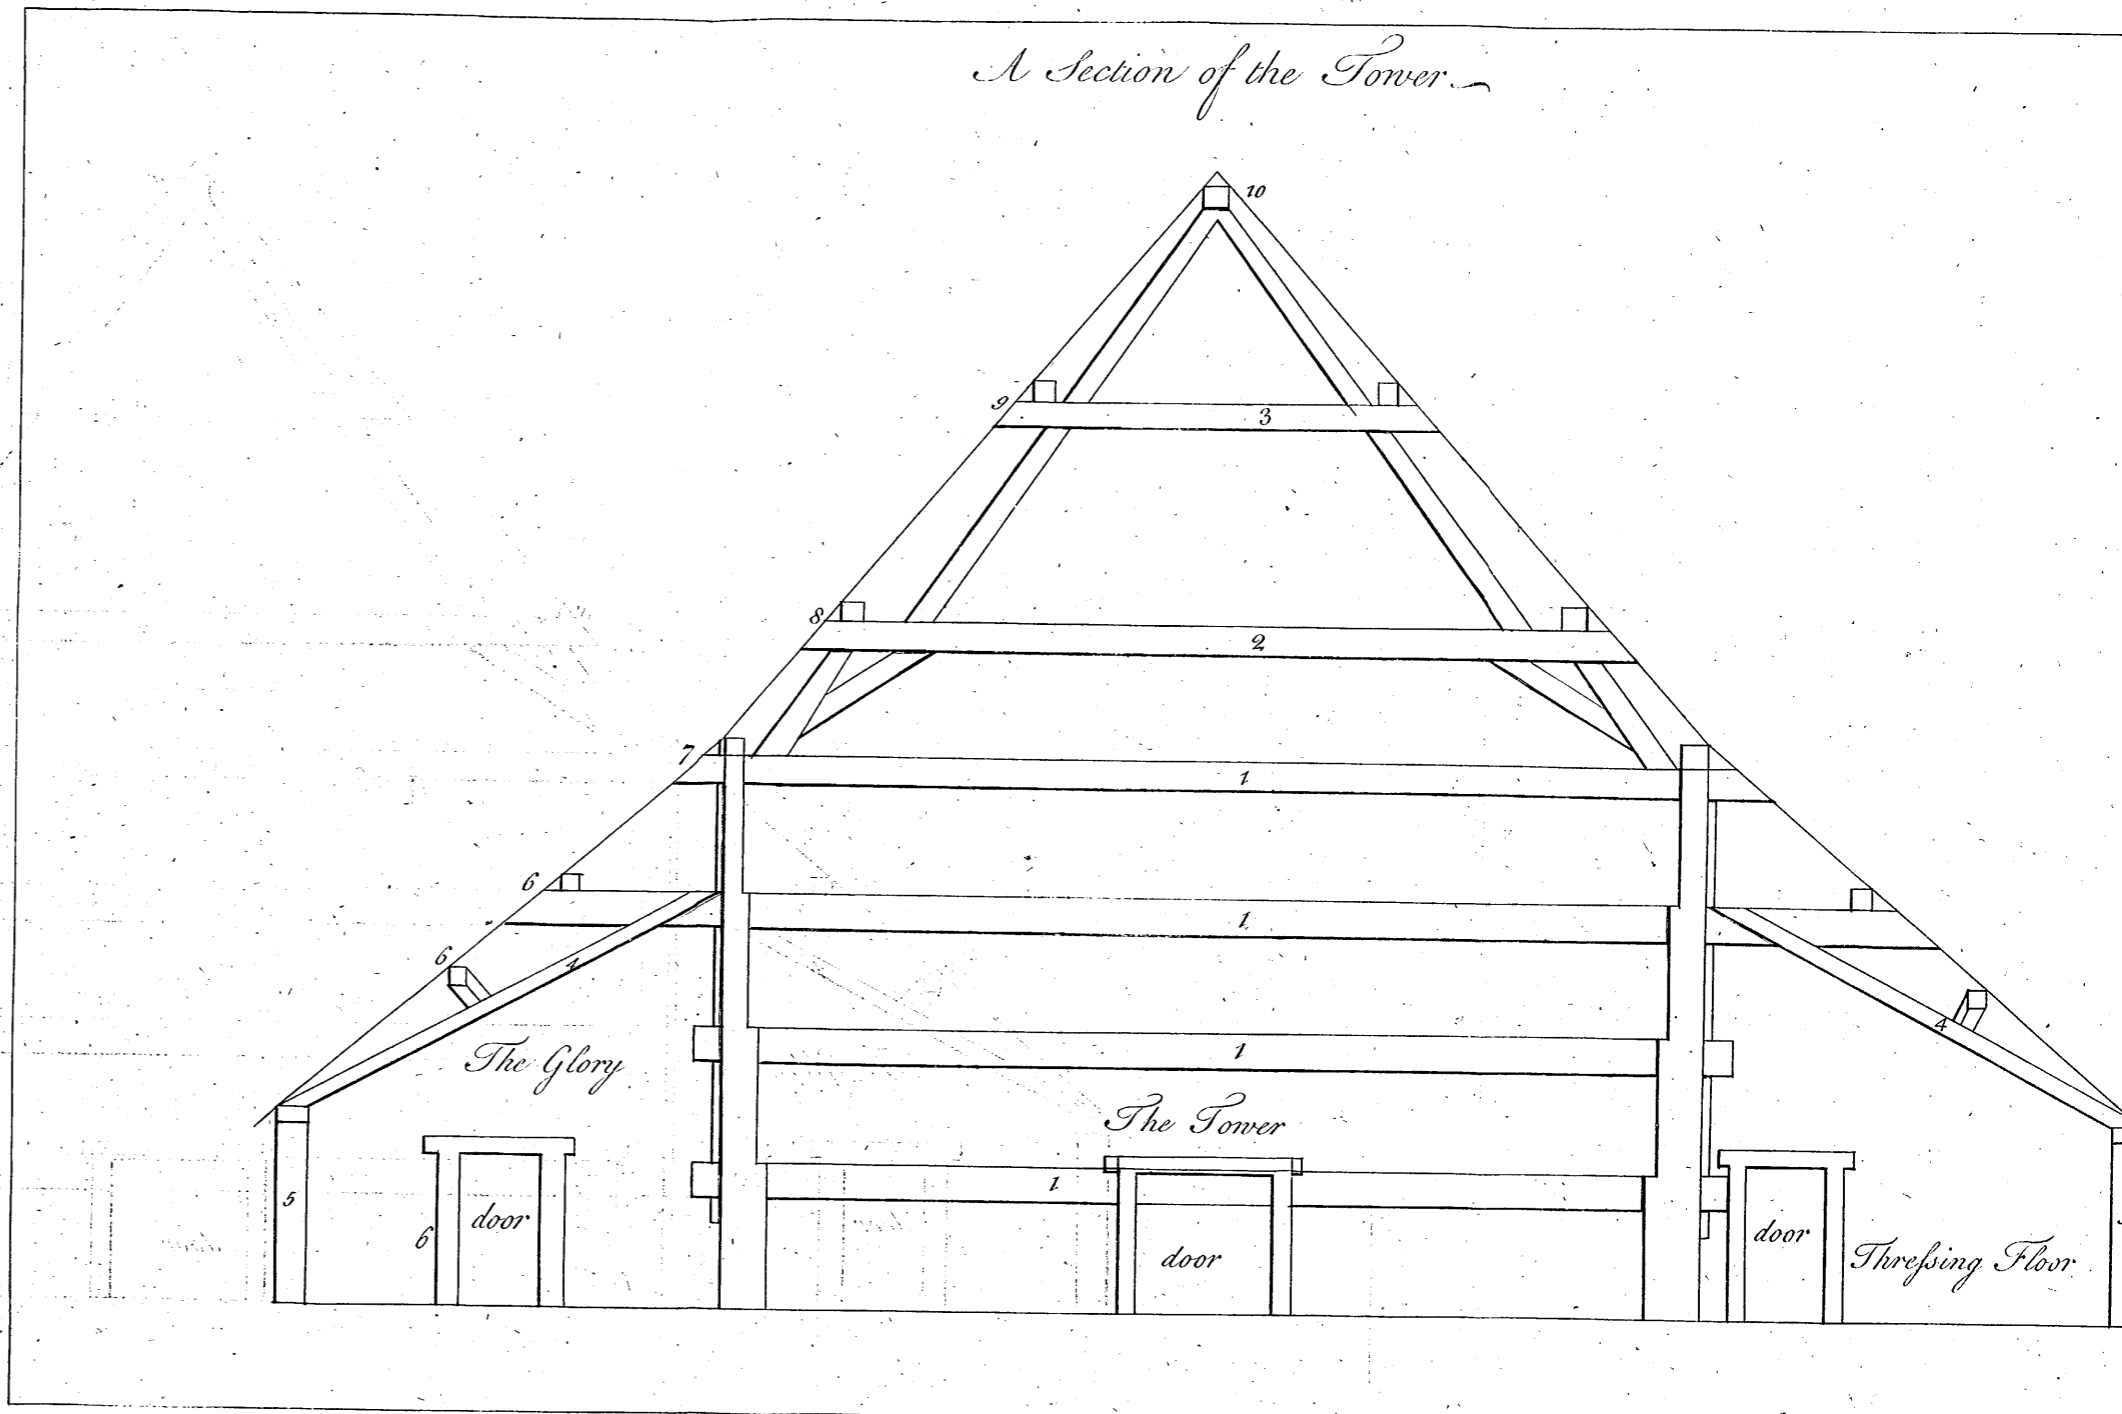 A Section of the Tower.
10
9
3
8
2
7
1
6
1
6
4
4
The Glory
1
The Tower
5
6
door
1
door
door
Threſsing Floor